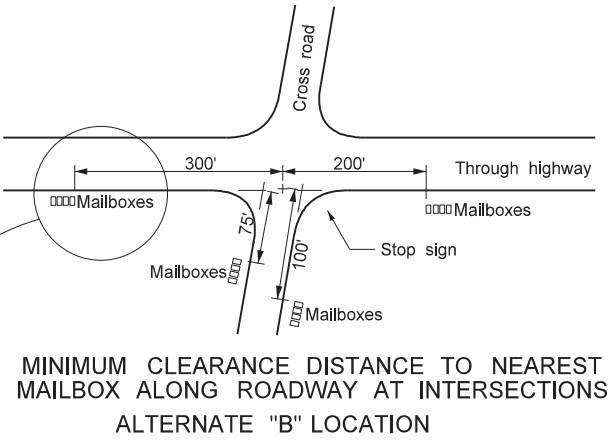 Cross road
300'
200'
Through highway
Mailboxes
Mailboxes
75'
100'
Stop sign
Mailboxes
Mailboxes
MINIMUM CLEARANCE DISTANCE TO NEAREST
MAILBOX ALONG ROADWAY AT INTERSECTIONS
ALTERNATE "B" LOCATION